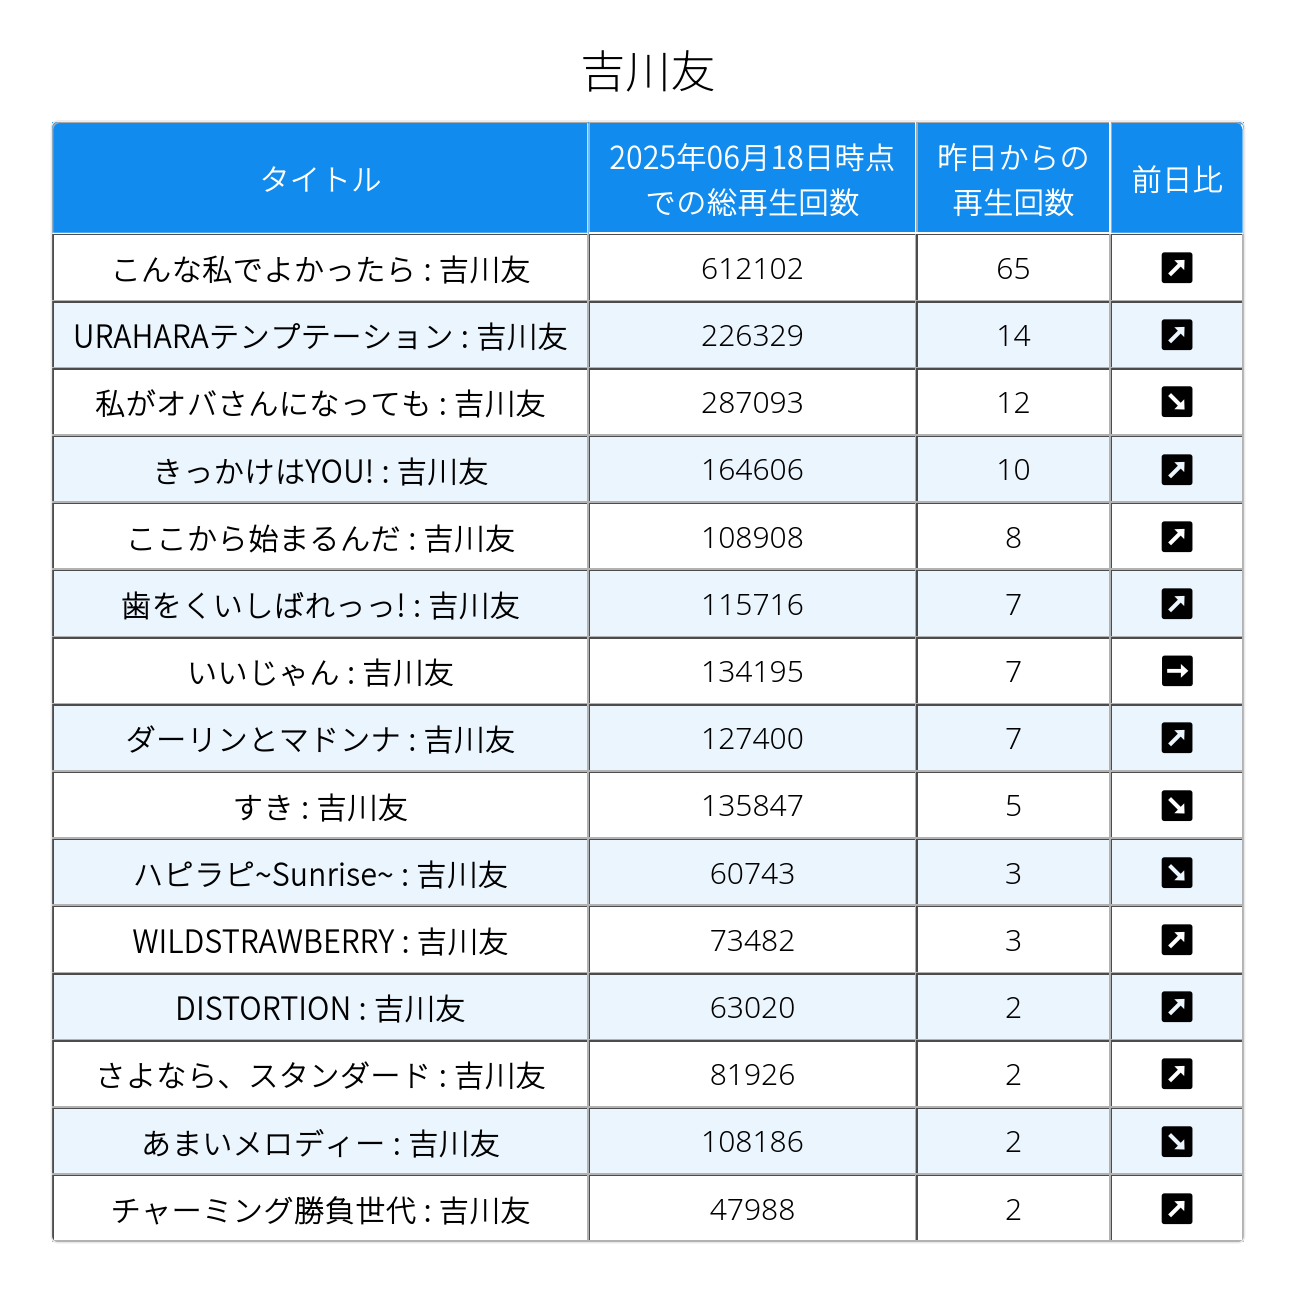 吉川友
タイトル
2025年06月18日時点
での総再生回数
昨日からの
再生回数
前日比
こんな私でよかったら : 吉川友 612102 65 ↗
URAHARAテンプテーション : 吉川友 226329 14 ↗
私がオバさんになっても : 吉川友 287093 12 ↘
きっかけはYOU! : 吉川友 164606 10 ↗
ここから始まるんだ : 吉川友 108908 8 ↗
歯をくいしばれっっ! : 吉川友 115716 7 ↗
いいじゃん : 吉川友 134195 7 →
ダーリンとマドンナ : 吉川友 127400 7 ↗
すき : 吉川友 135847 5 ↘
ハピラピ~Sunrise~ : 吉川友 60743 3 ↘
WILDSTRAWBERRY : 吉川友 73482 3 ↗
DISTORTION : 吉川友 63020 2 ↗
さよなら、スタンダード : 吉川友 81926 2 ↗
あまいメロディー : 吉川友 108186 2 ↘
チャーミング勝負世代 : 吉川友 47988 2 ↗